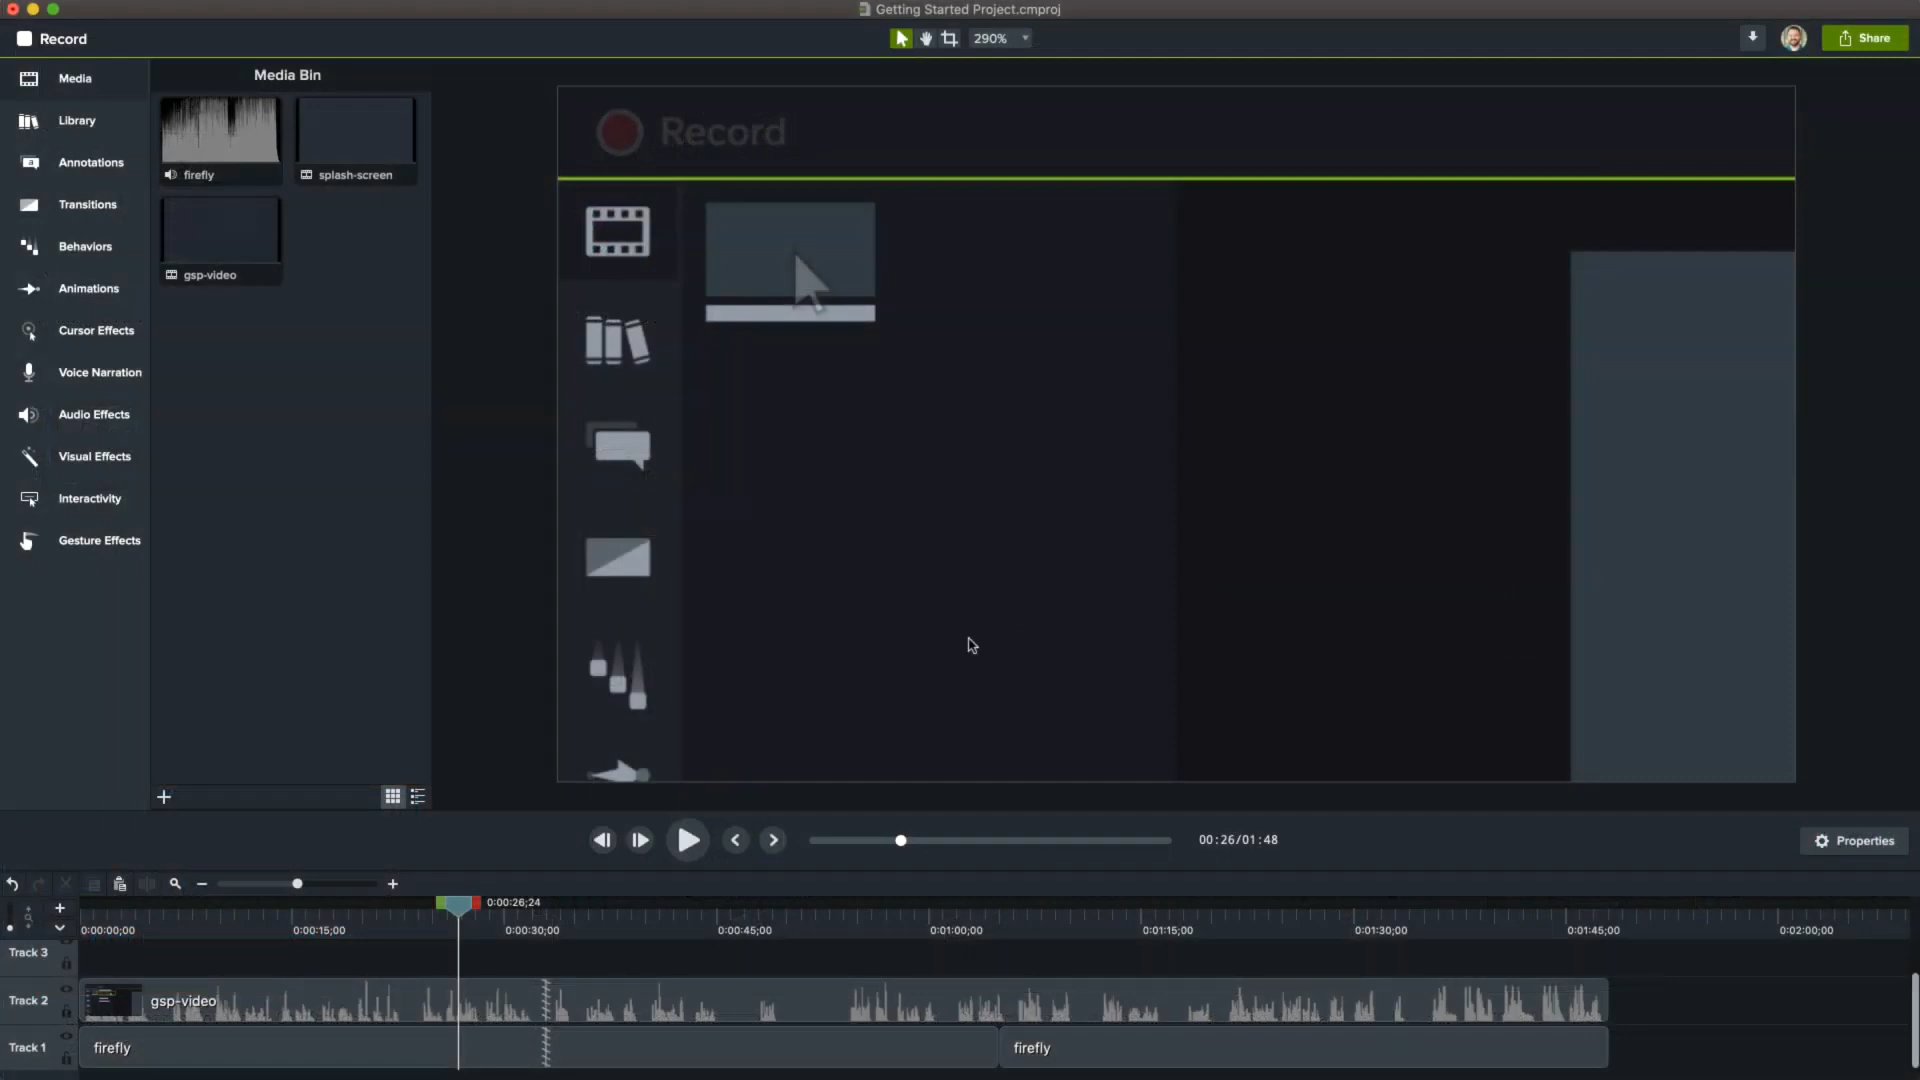 Getting Started Project.cmproj
Record
290%
Share
Media
Library
Annotations
Transitions
Behaviors
Animations
Cursor Effects
Voice Narration
Audio Effects
Visual Effects
Interactivity
Gesture Effects
Media Bin
firefly
splash-screen
gsp-video
Record
00:26/01:48
Properties
0:00:26;24
0:00:00;00
0:00:15;00
0:00:30;00
0:00:45;00
0:01:00;00
0:01:15;00
0:01:30;00
0:01:45;00
0:02:00;00
Track 3
Track 2
gsp-video
Track 1
firefly
firefly